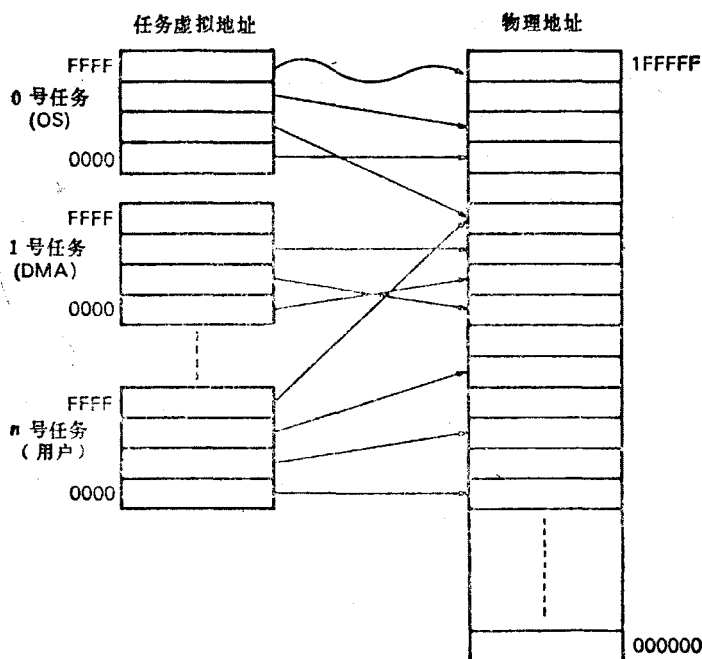 任务虚拟地址
物理地址
FFFF
1FFFFF
0 号任务
(OS)
0000
FFFF
1 号任务
(DMA)
0000
FFFF
n 号任务
(用户)
0000
000000